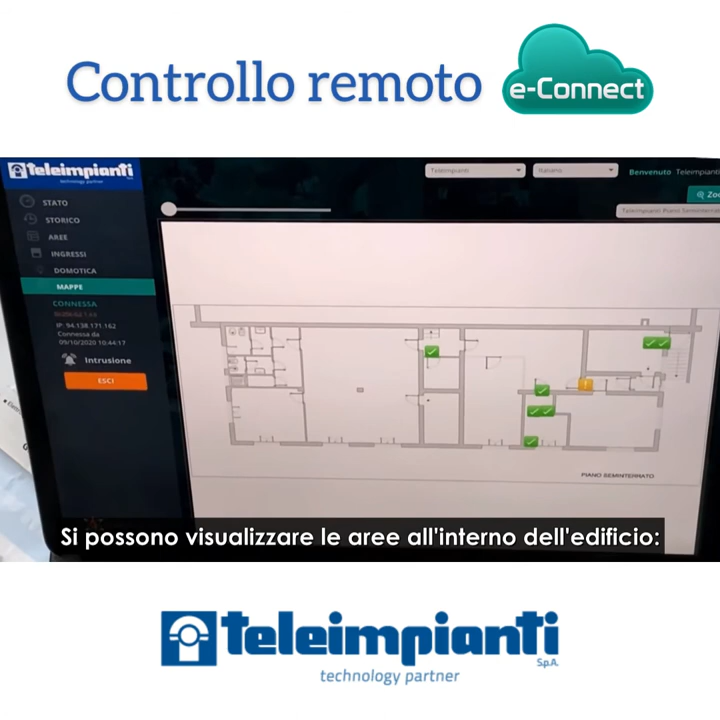 Controllo remoto
e-Connect
Teleimpianti
technology partner
Teleimpianti
Italiano
Benvenuto Teleimpianti
Zoo
STATO
STORICO
AREE
INGRESSI
DOMOTICA
MAPPE
CONNESSA
IP: 94.138.171.162
Connessa da
09/10/2020 10:44:17
Intrusione
ESCI
PIANO SEMINTERRATO
Si possono visualizzare le aree all'interno dell'edificio:
teleimpianti
S.p.A.
technology partner